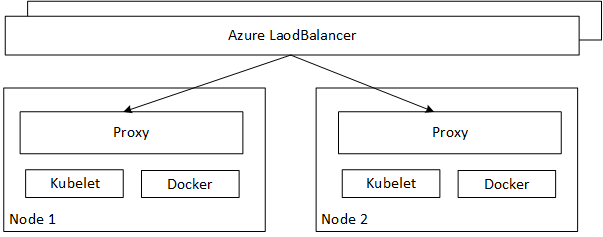 Azure LaodBalancer
Proxy
Kubelet
Docker
Node 1
Proxy
Kubelet
Docker
Node 2